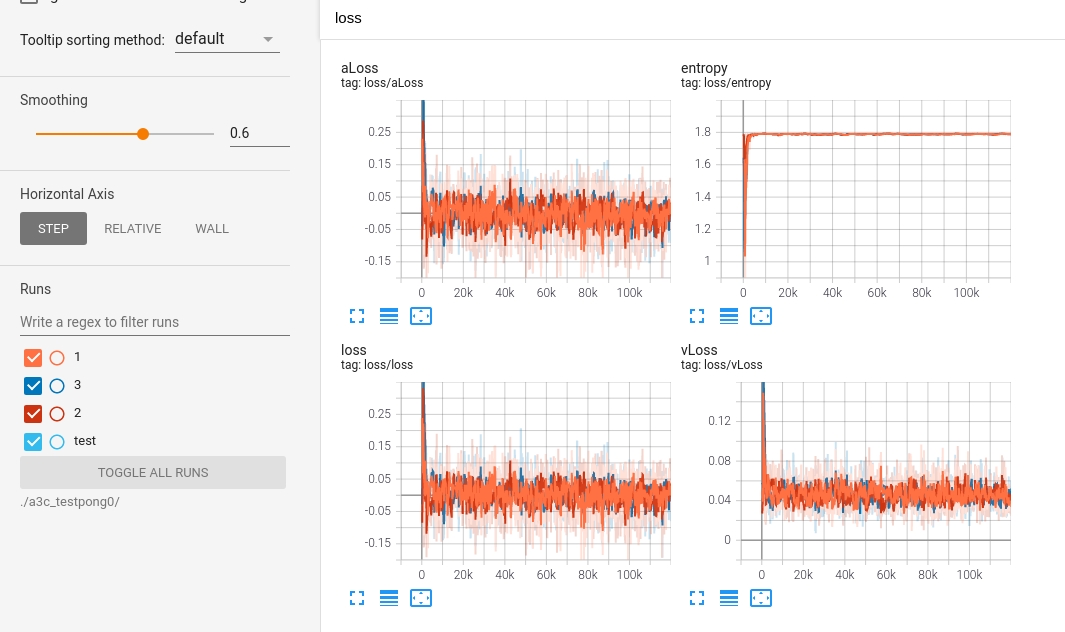 loss
Tooltip sorting method: default
Smoothing
0.6
Horizontal Axis
STEP RELATIVE WALL
Runs
Write a regex to filter runs
1
3
2
test
TOGGLE ALL RUNS
./a3c_testpong0/
aLoss
tag: loss/aLoss
0.25
0.15
0.05
-0.05
-0.15
0 20k 40k 60k 80k 100k
entropy
tag: loss/entropy
1.8
1.6
1.4
1.2
1
0 20k 40k 60k 80k 100k
loss
tag: loss/loss
0.25
0.15
0.05
-0.05
-0.15
0 20k 40k 60k 80k 100k
vLoss
tag: loss/vLoss
0.12
0.08
0.04
0
0 20k 40k 60k 80k 100k